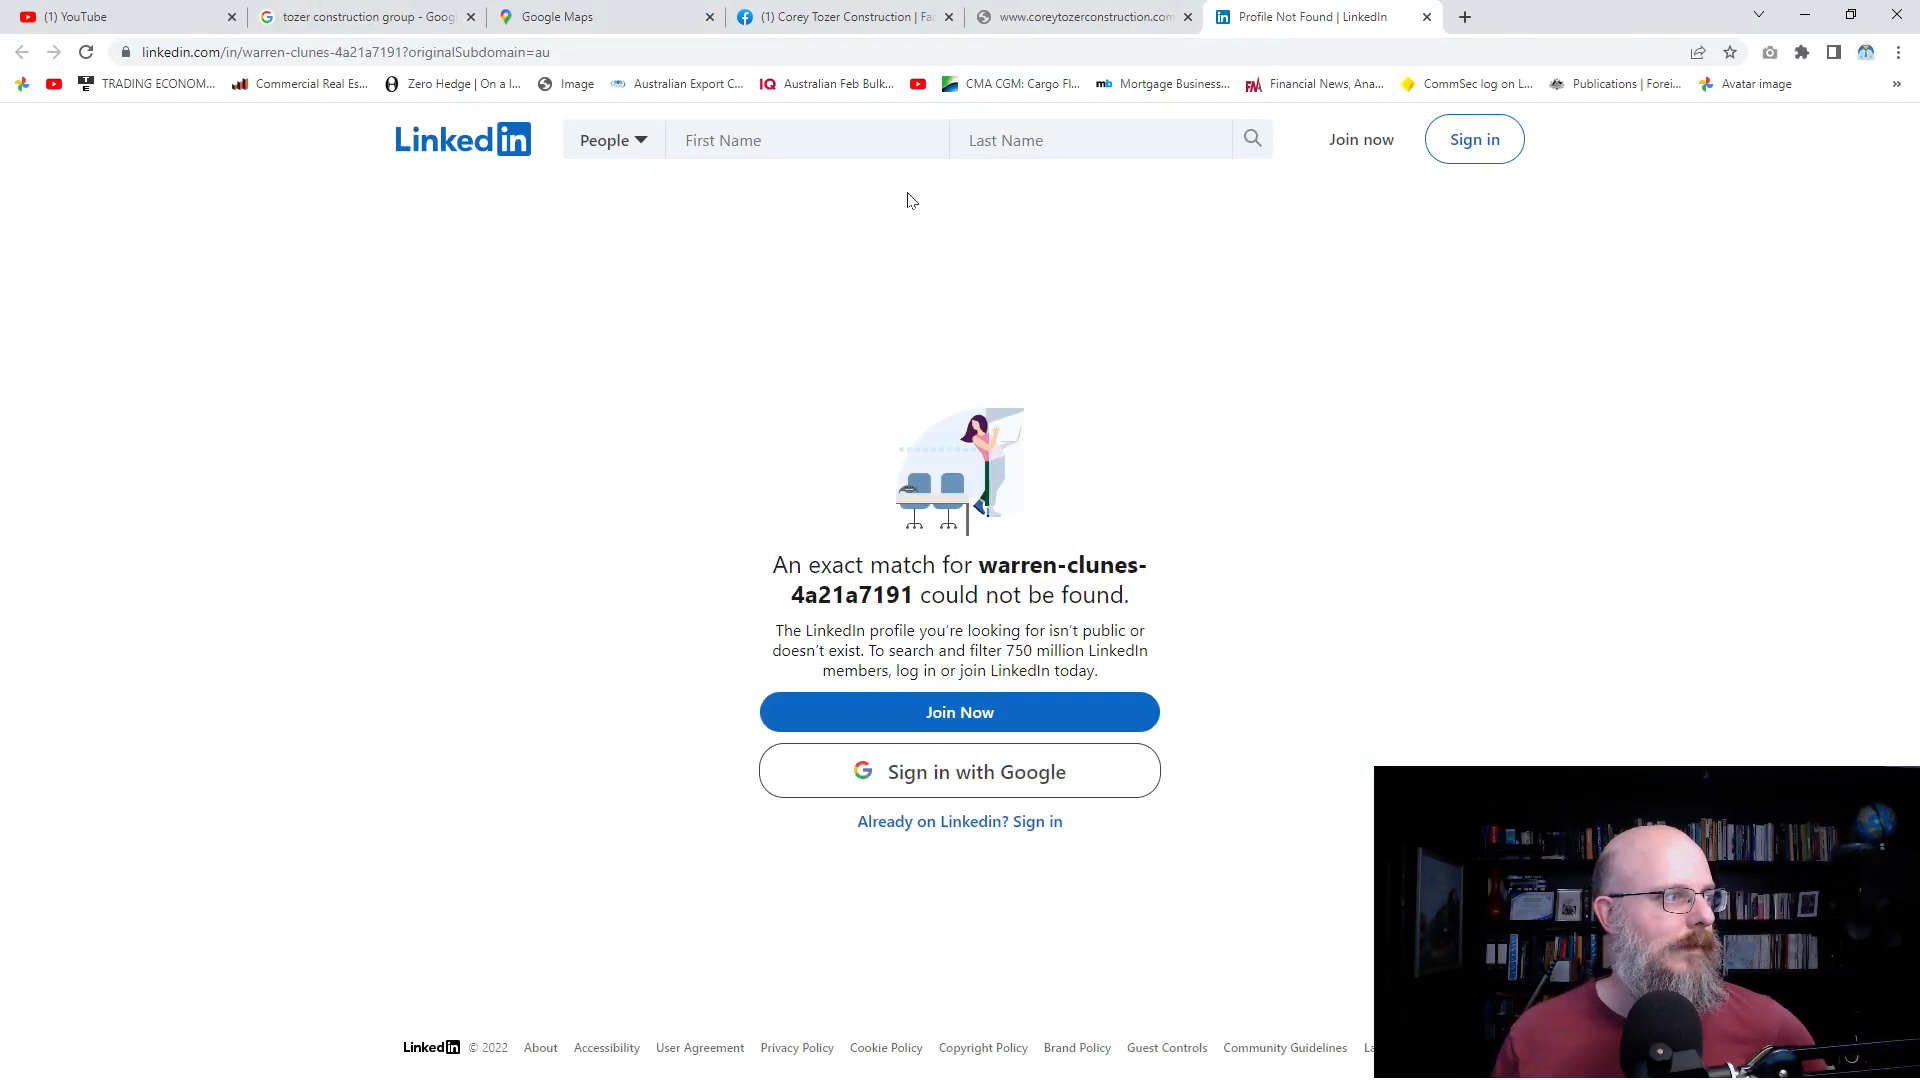 (1) YouTube
tozer construction group - Goog
Google Maps
(1) Corey Tozer Construction | Fa
www.coreytozerconstruction.com
Profile Not Found | LinkedIn
linkedin.com/in/warren-clunes-4a21a7191?originalSubdomain=au
TRADING ECONOM...
Commercial Real Es...
Zero Hedge | On a l...
Image
Australian Export C...
Australian Feb Bulk...
CMA CGM: Cargo Fl...
Mortgage Business...
Financial News, Ana...
CommSec log on L...
Publications | Forei...
Avatar image
LinkedIn
People
First Name
Last Name
Join now
Sign in
An exact match for warren-clunes-
4a21a7191 could not be found.
The LinkedIn profile you're looking for isn't public or
doesn't exist. To search and filter 750 million LinkedIn
members, log in or join LinkedIn today.
Join Now
Sign in with Google
Already on Linkedin? Sign in
LinkedIn © 2022 About Accessibility User Agreement Privacy Policy Cookie Policy Copyright Policy Brand Policy Guest Controls Community Guidelines La